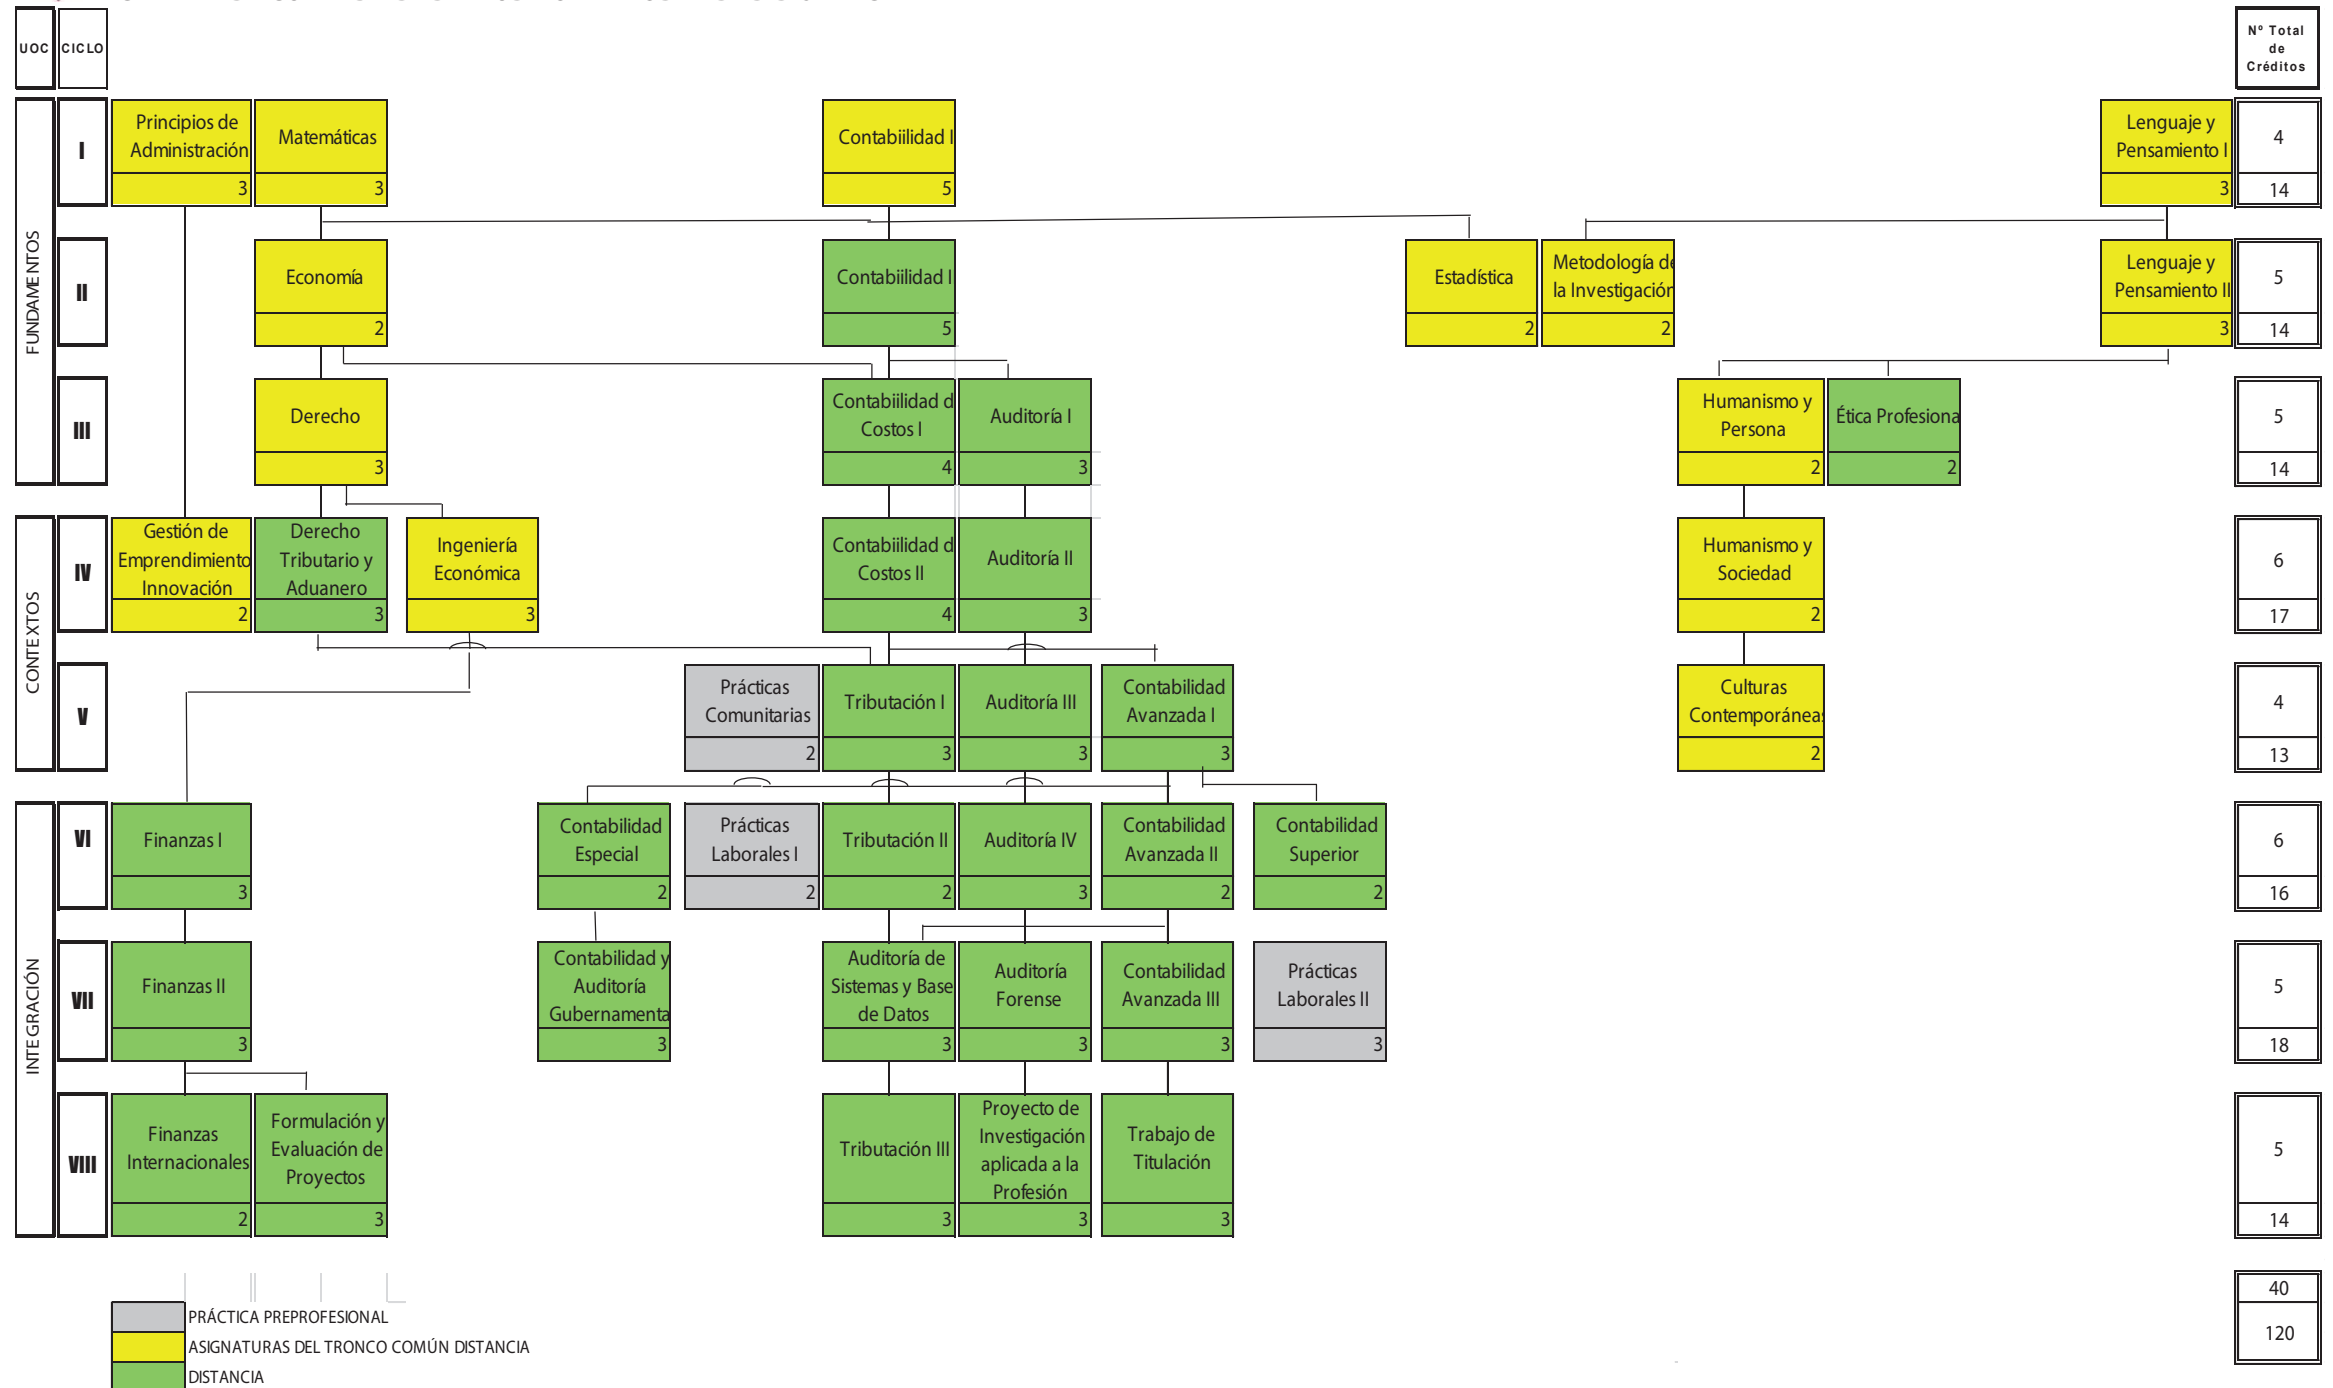 UOC
CICLO
Nº Total
de
Créditos
FUNDAMENTOS
I
Principios de
Administración
3
Matemáticas
3
Contabiilidad I
5
Lenguaje y
Pensamiento I
3
4
14
II
Economía
2
Contabiilidad I
5
Estadística
2
Metodología de
la Investigación
2
Lenguaje y
Pensamiento II
3
5
14
III
Derecho
3
Contabiilidad d
Costos I
4
Auditoría I
3
Humanismo y
Persona
2
Ética Profesiona
2
5
14
CONTEXTOS
IV
Gestión de
Emprendimiento
Innovación
2
Derecho
Tributario y
Aduanero
3
Ingeniería
Económica
3
Contabiilidad d
Costos II
4
Auditoría II
3
Humanismo y
Sociedad
2
6
17
V
Prácticas
Comunitarias
2
Tributación I
3
Auditoría III
3
Contabilidad
Avanzada I
3
Culturas
Contemporáneas
2
4
13
INTEGRACIÓN
VI
Finanzas I
3
Contabilidad
Especial
2
Prácticas
Laborales I
2
Tributación II
2
Auditoría IV
3
Contabilidad
Avanzada II
2
Contabilidad
Superior
2
6
16
VII
Finanzas II
3
Contabilidad y
Auditoría
Gubernamenta
3
Auditoría de
Sistemas y Base
de Datos
3
Auditoría
Forense
3
Contabilidad
Avanzada III
3
Prácticas
Laborales II
3
5
18
VIII
Finanzas
Internacionales
2
Formulación y
Evaluación de
Proyectos
3
Tributación III
3
Proyecto de
Investigación
aplicada a la
Profesión
3
Trabajo de
Titulación
3
5
14
40
120
PRÁCTICA PREPROFESIONAL
ASIGNATURAS DEL TRONCO COMÚN DISTANCIA
DISTANCIA